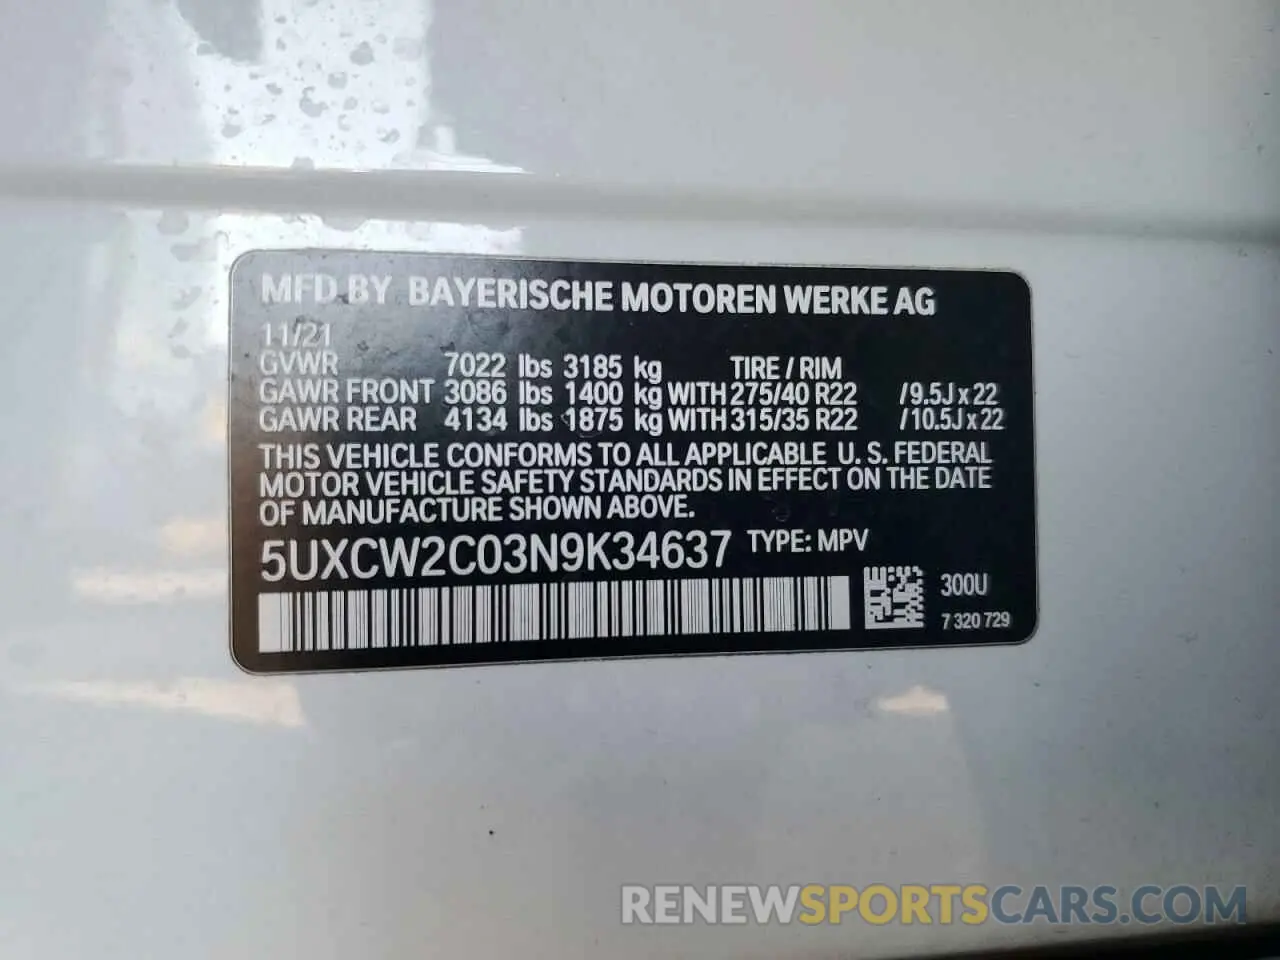 MFD BY BAYERISCHE MOTOREN WERKE AG
11/21
GVWR 7022 lbs 3185 kg TIRE / RIM
GAWR FRONT 3086 lbs 1400 kg WITH 275/40 R22 /9.5J x 22
GAWR REAR 4134 lbs 1875 kg WITH 315/35 R22 /10.5J x 22
THIS VEHICLE CONFORMS TO ALL APPLICABLE U. S. FEDERAL
MOTOR VEHICLE SAFETY STANDARDS IN EFFECT ON THE DATE
OF MANUFACTURE SHOWN ABOVE.
5UXCW2C03N9K34637 TYPE: MPV
300U
7 320 729
RENEWSPORTSCARS.COM